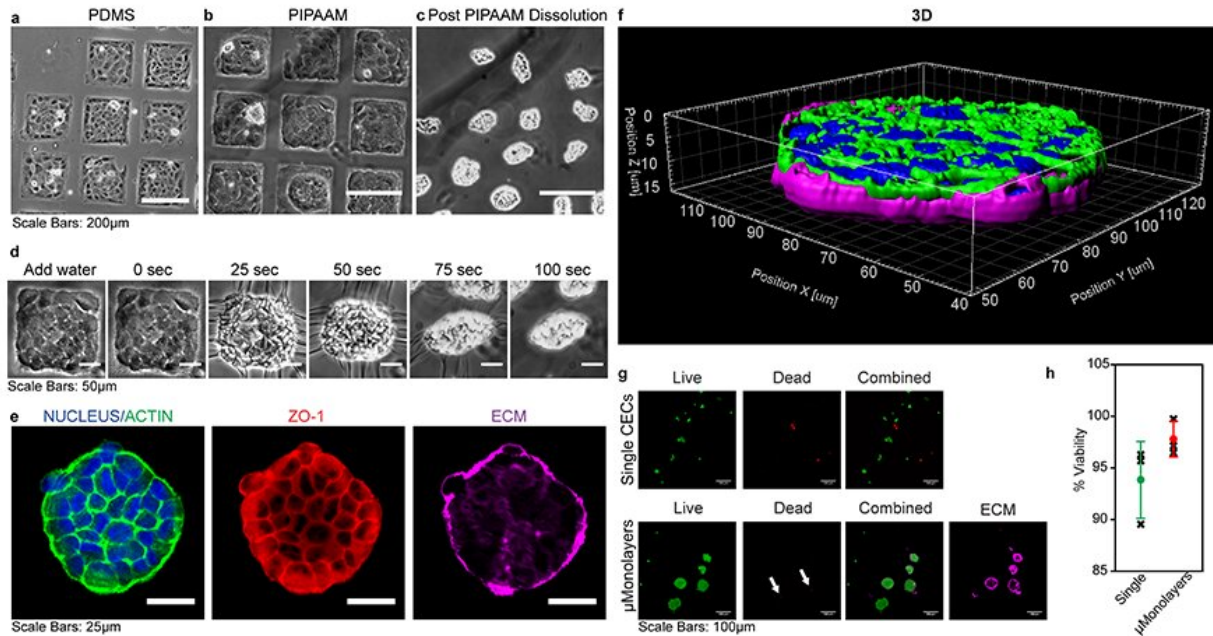 a PDMS
b PIPAAM
c Post PIPAAM Dissolution
Scale Bars: 200µm
d
Add water 0 sec 25 sec 50 sec 75 sec 100 sec
Scale Bars: 50µm
e NUCLEUS/ACTIN ZO-1 ECM
Scale Bars: 25µm
f 3D
Position Z [µm]
0
5
10
15
110 100 90 80 70 60 50 40
Position X [µm]
50 60 70 80 90 100 110 120
Position Y [µm]
g
Live Dead Combined
Single CECs
Live Dead Combined ECM
µMonolayers
Scale Bars: 100µm
h
% Viability
105
100
95
90
85
Single
µMonolayers